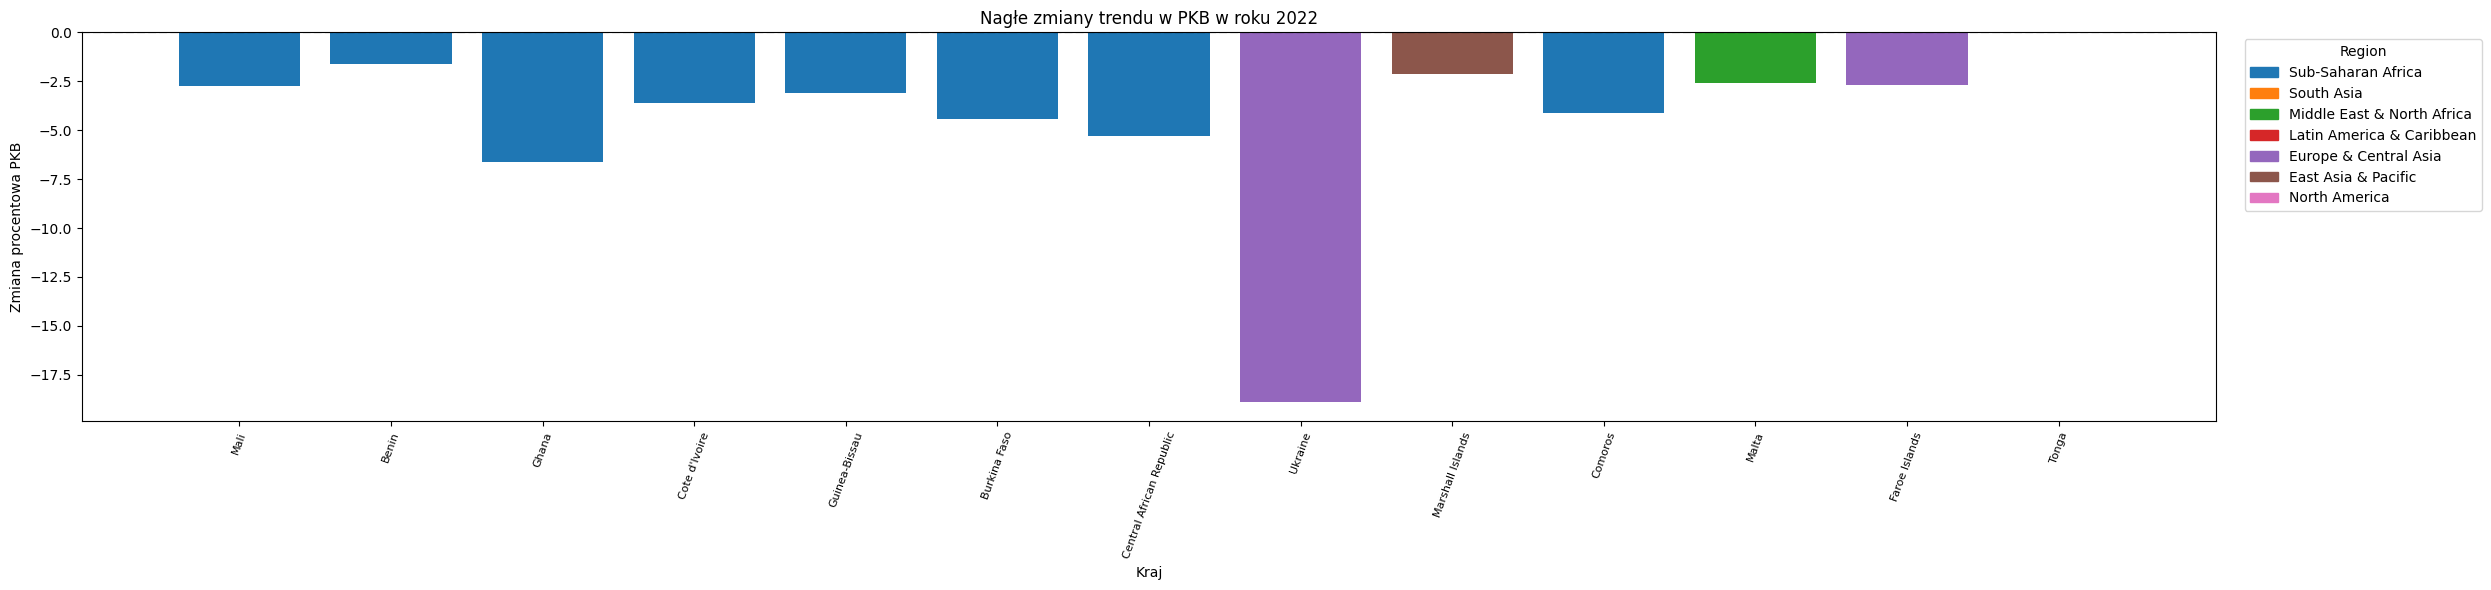 Nagłe zmiany trendu w PKB w roku 2022
Zmiana procentowa PKB
0.0
−2.5
−5.0
−7.5
−10.0
−12.5
−15.0
−17.5
Mali
Benin
Ghana
Cote d'Ivoire
Guinea-Bissau
Burkina Faso
Central African Republic
Ukraine
Marshall Islands
Comoros
Malta
Faroe Islands
Tonga
Kraj
Region
Sub-Saharan Africa
South Asia
Middle East & North Africa
Latin America & Caribbean
Europe & Central Asia
East Asia & Pacific
North America